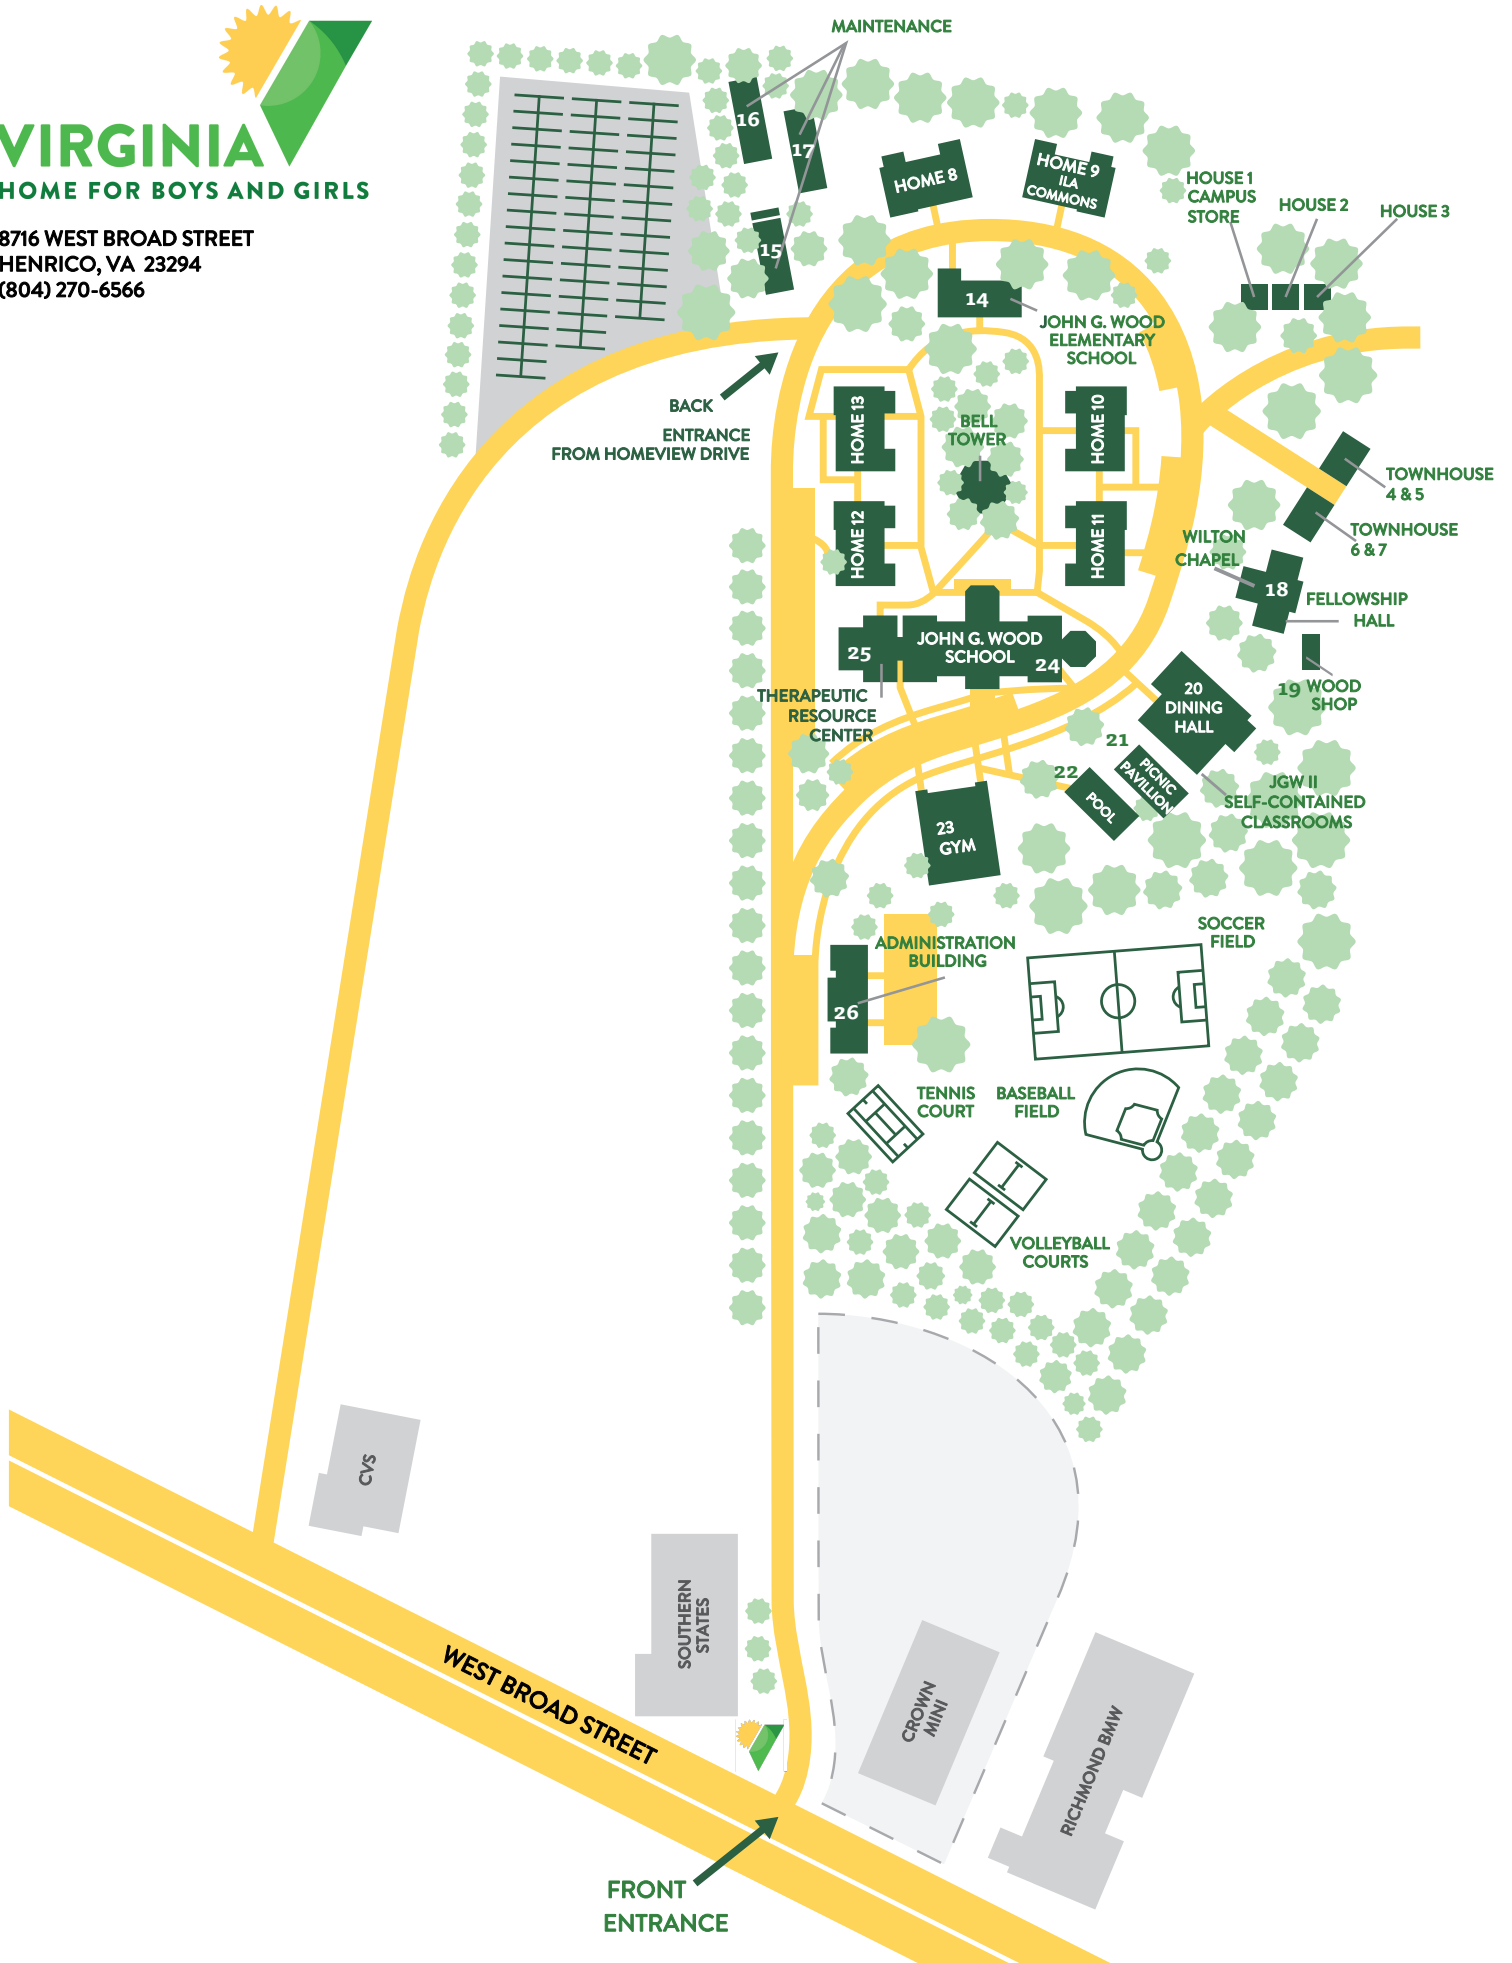 VIRGINIA
HOME FOR BOYS AND GIRLS
8716 WEST BROAD STREET
HENRICO, VA 23294
(804) 270-6566
MAINTENANCE
16
17
15
HOME 8
HOME 9
ILA
COMMONS
HOUSE 1
CAMPUS
STORE
HOUSE 2
HOUSE 3
14
JOHN G. WOOD
ELEMENTARY
SCHOOL
BACK
ENTRANCE
FROM HOMEVIEW DRIVE
HOME 13
BELL
TOWER
HOME 10
TOWNHOUSE
4 & 5
TOWNHOUSE
6 & 7
HOME 12
HOME 11
WILTON
CHAPEL
18
FELLOWSHIP
HALL
25
JOHN G. WOOD
SCHOOL
24
THERAPEUTIC
RESOURCE
CENTER
19 WOOD
SHOP
20
DINING
HALL
21
PICNIC
PAVILLION
22
POOL
JGW II
SELF-CONTAINED
CLASSROOMS
23
GYM
ADMINISTRATION
BUILDING
26
SOCCER
FIELD
TENNIS
COURT
BASEBALL
FIELD
VOLLEYBALL
COURTS
CVS
SOUTHERN
STATES
WEST BROAD STREET
CROWN
MINI
RICHMOND BMW
FRONT
ENTRANCE